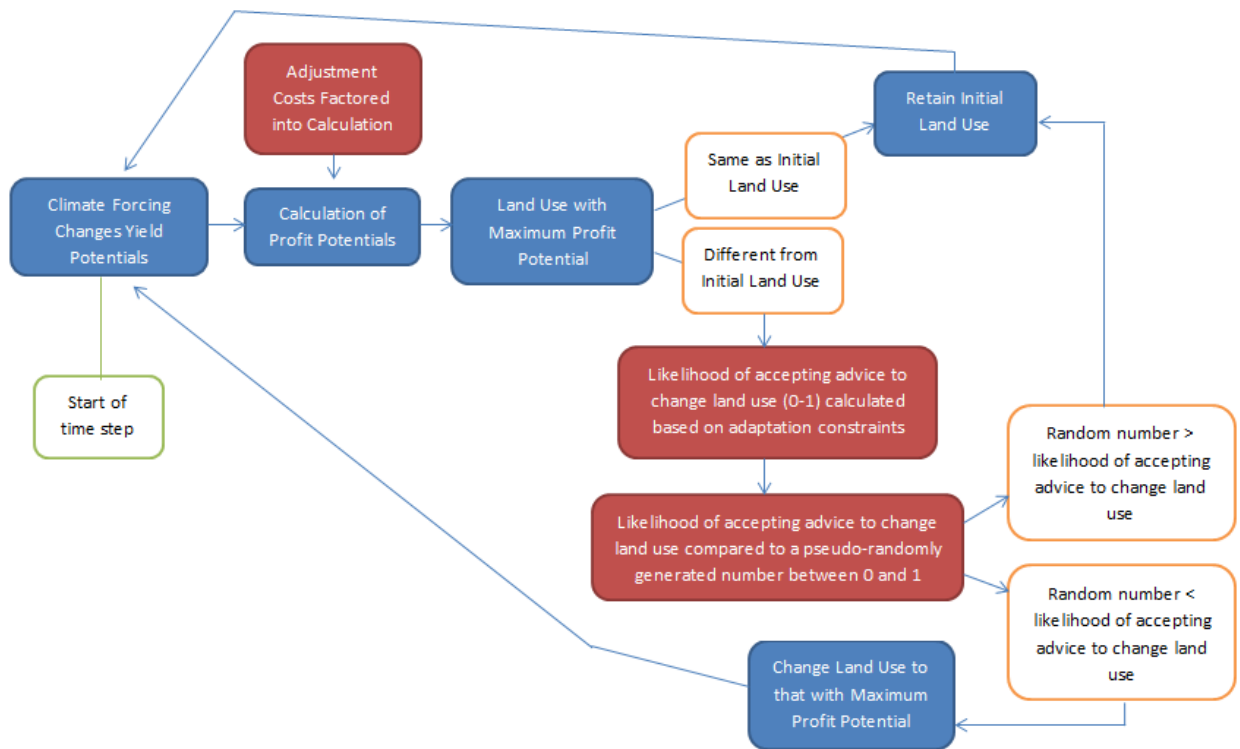 Adjustment
Costs Factored
into Calculation
Retain Initial
Land Use
Same as Initial
Land Use
Climate Forcing
Changes Yield
Potentials
Calculation of
Profit Potentials
Land Use with
Maximum Profit
Potential
Different from
Initial Land Use
Start of
time step
Likelihood of accepting advice to
change land use (0-1) calculated
based on adaptation constraints
Random number >
likelihood of accepting
advice to change land
use
Likelihood of accepting advice to change
land use compared to a pseudo-randomly
generated number between 0 and 1
Random number <
likelihood of accepting
advice to change land
use
Change Land Use to
that with Maximum
Profit Potential